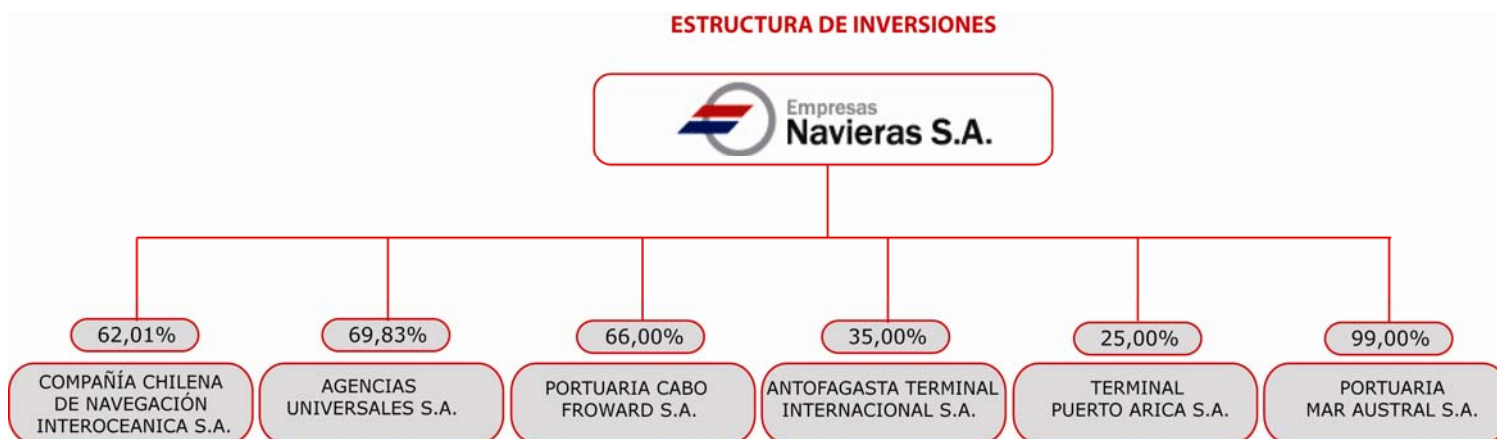 ESTRUCTURA DE INVERSIONES
Empresas
Navieras S.A.
62,01%
69,83%
66,00%
35,00%
25,00%
99,00%
COMPAÑÍA CHILENA
DE NAVEGACIÓN
INTEROCEANICA S.A.
AGENCIAS
UNIVERSALES S.A.
PORTUARIA CABO
FROWARD S.A.
ANTOFAGASTA TERMINAL
INTERNACIONAL S.A.
TERMINAL
PUERTO ARICA S.A.
PORTUARIA
MAR AUSTRAL S.A.